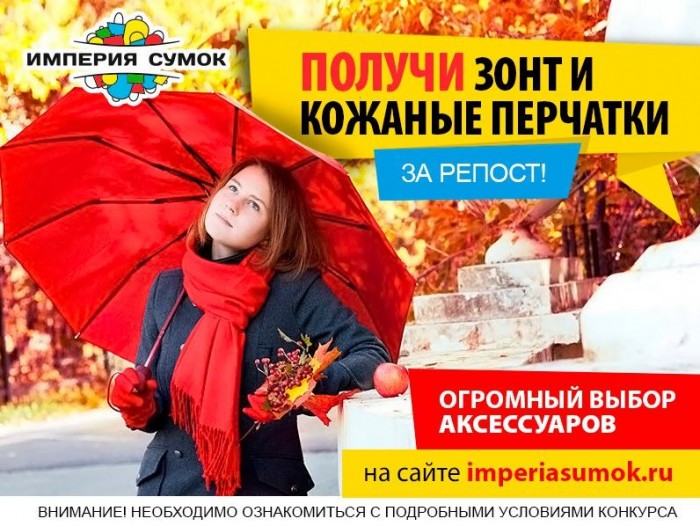 ИМПЕРИЯ СУМОК
ПОЛУЧИ ЗОНТ И
КОЖАНЫЕ ПЕРЧАТКИ
ЗА РЕПОСТ!
ОГРОМНЫЙ ВЫБОР
АКСЕССУАРОВ
на сайте imperiasumok.ru
ВНИМАНИЕ! НЕОБХОДИМО ОЗНАКОМИТЬСЯ С ПОДРОБНЫМИ УСЛОВИЯМИ КОНКУРСА